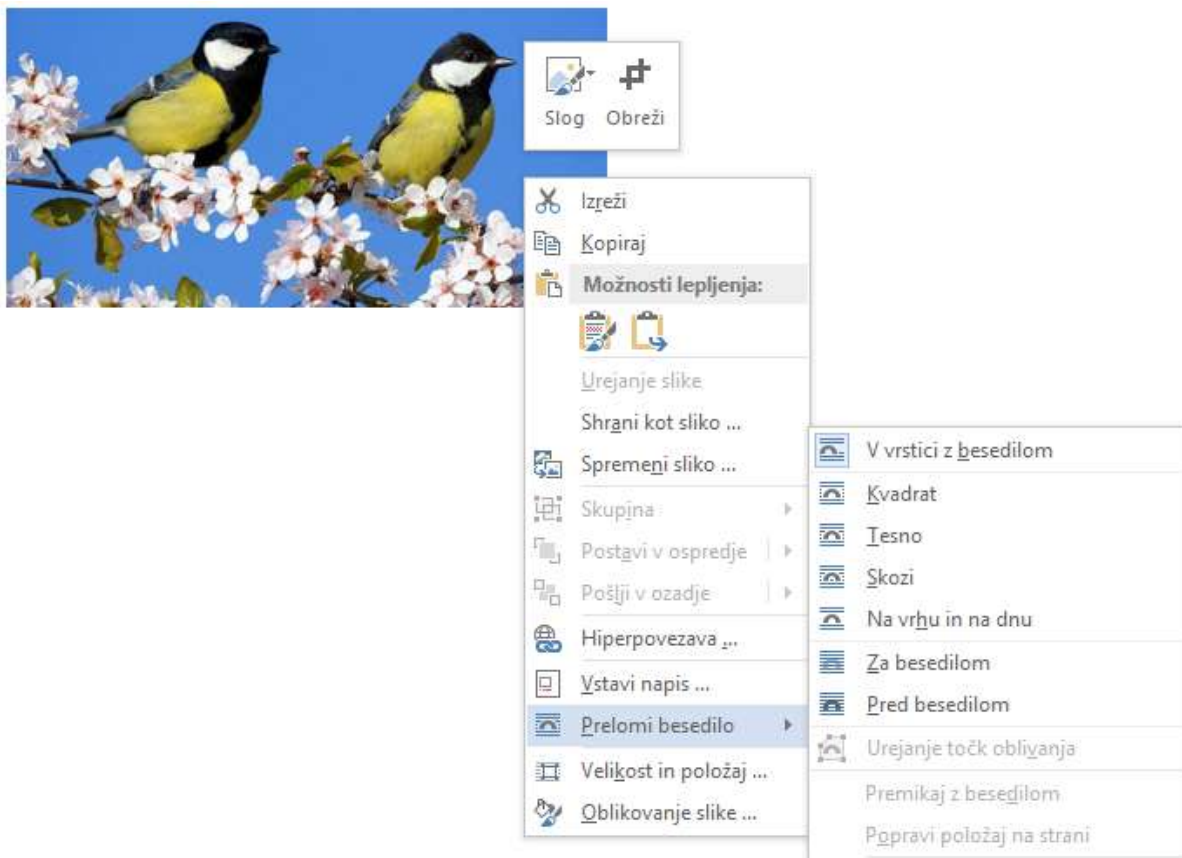 Slog Obreži
Izreži
Kopiraj
Možnosti lepljenja:
Urejanje slike
Shrani kot sliko ...
Spremeni sliko ...
Skupina
Postavi v ospredje
Pošlji v ozadje
Hiperpovezava ...
Vstavi napis ...
Prelomi besedilo
Velikost in položaj ...
Oblikovanje slike ...
V vrstici z besedilom
Kvadrat
Tesno
Skozi
Na vrhu in na dnu
Za besedilom
Pred besedilom
Urejanje točk oblivanja
Premikaj z besedilom
Popravi položaj na strani